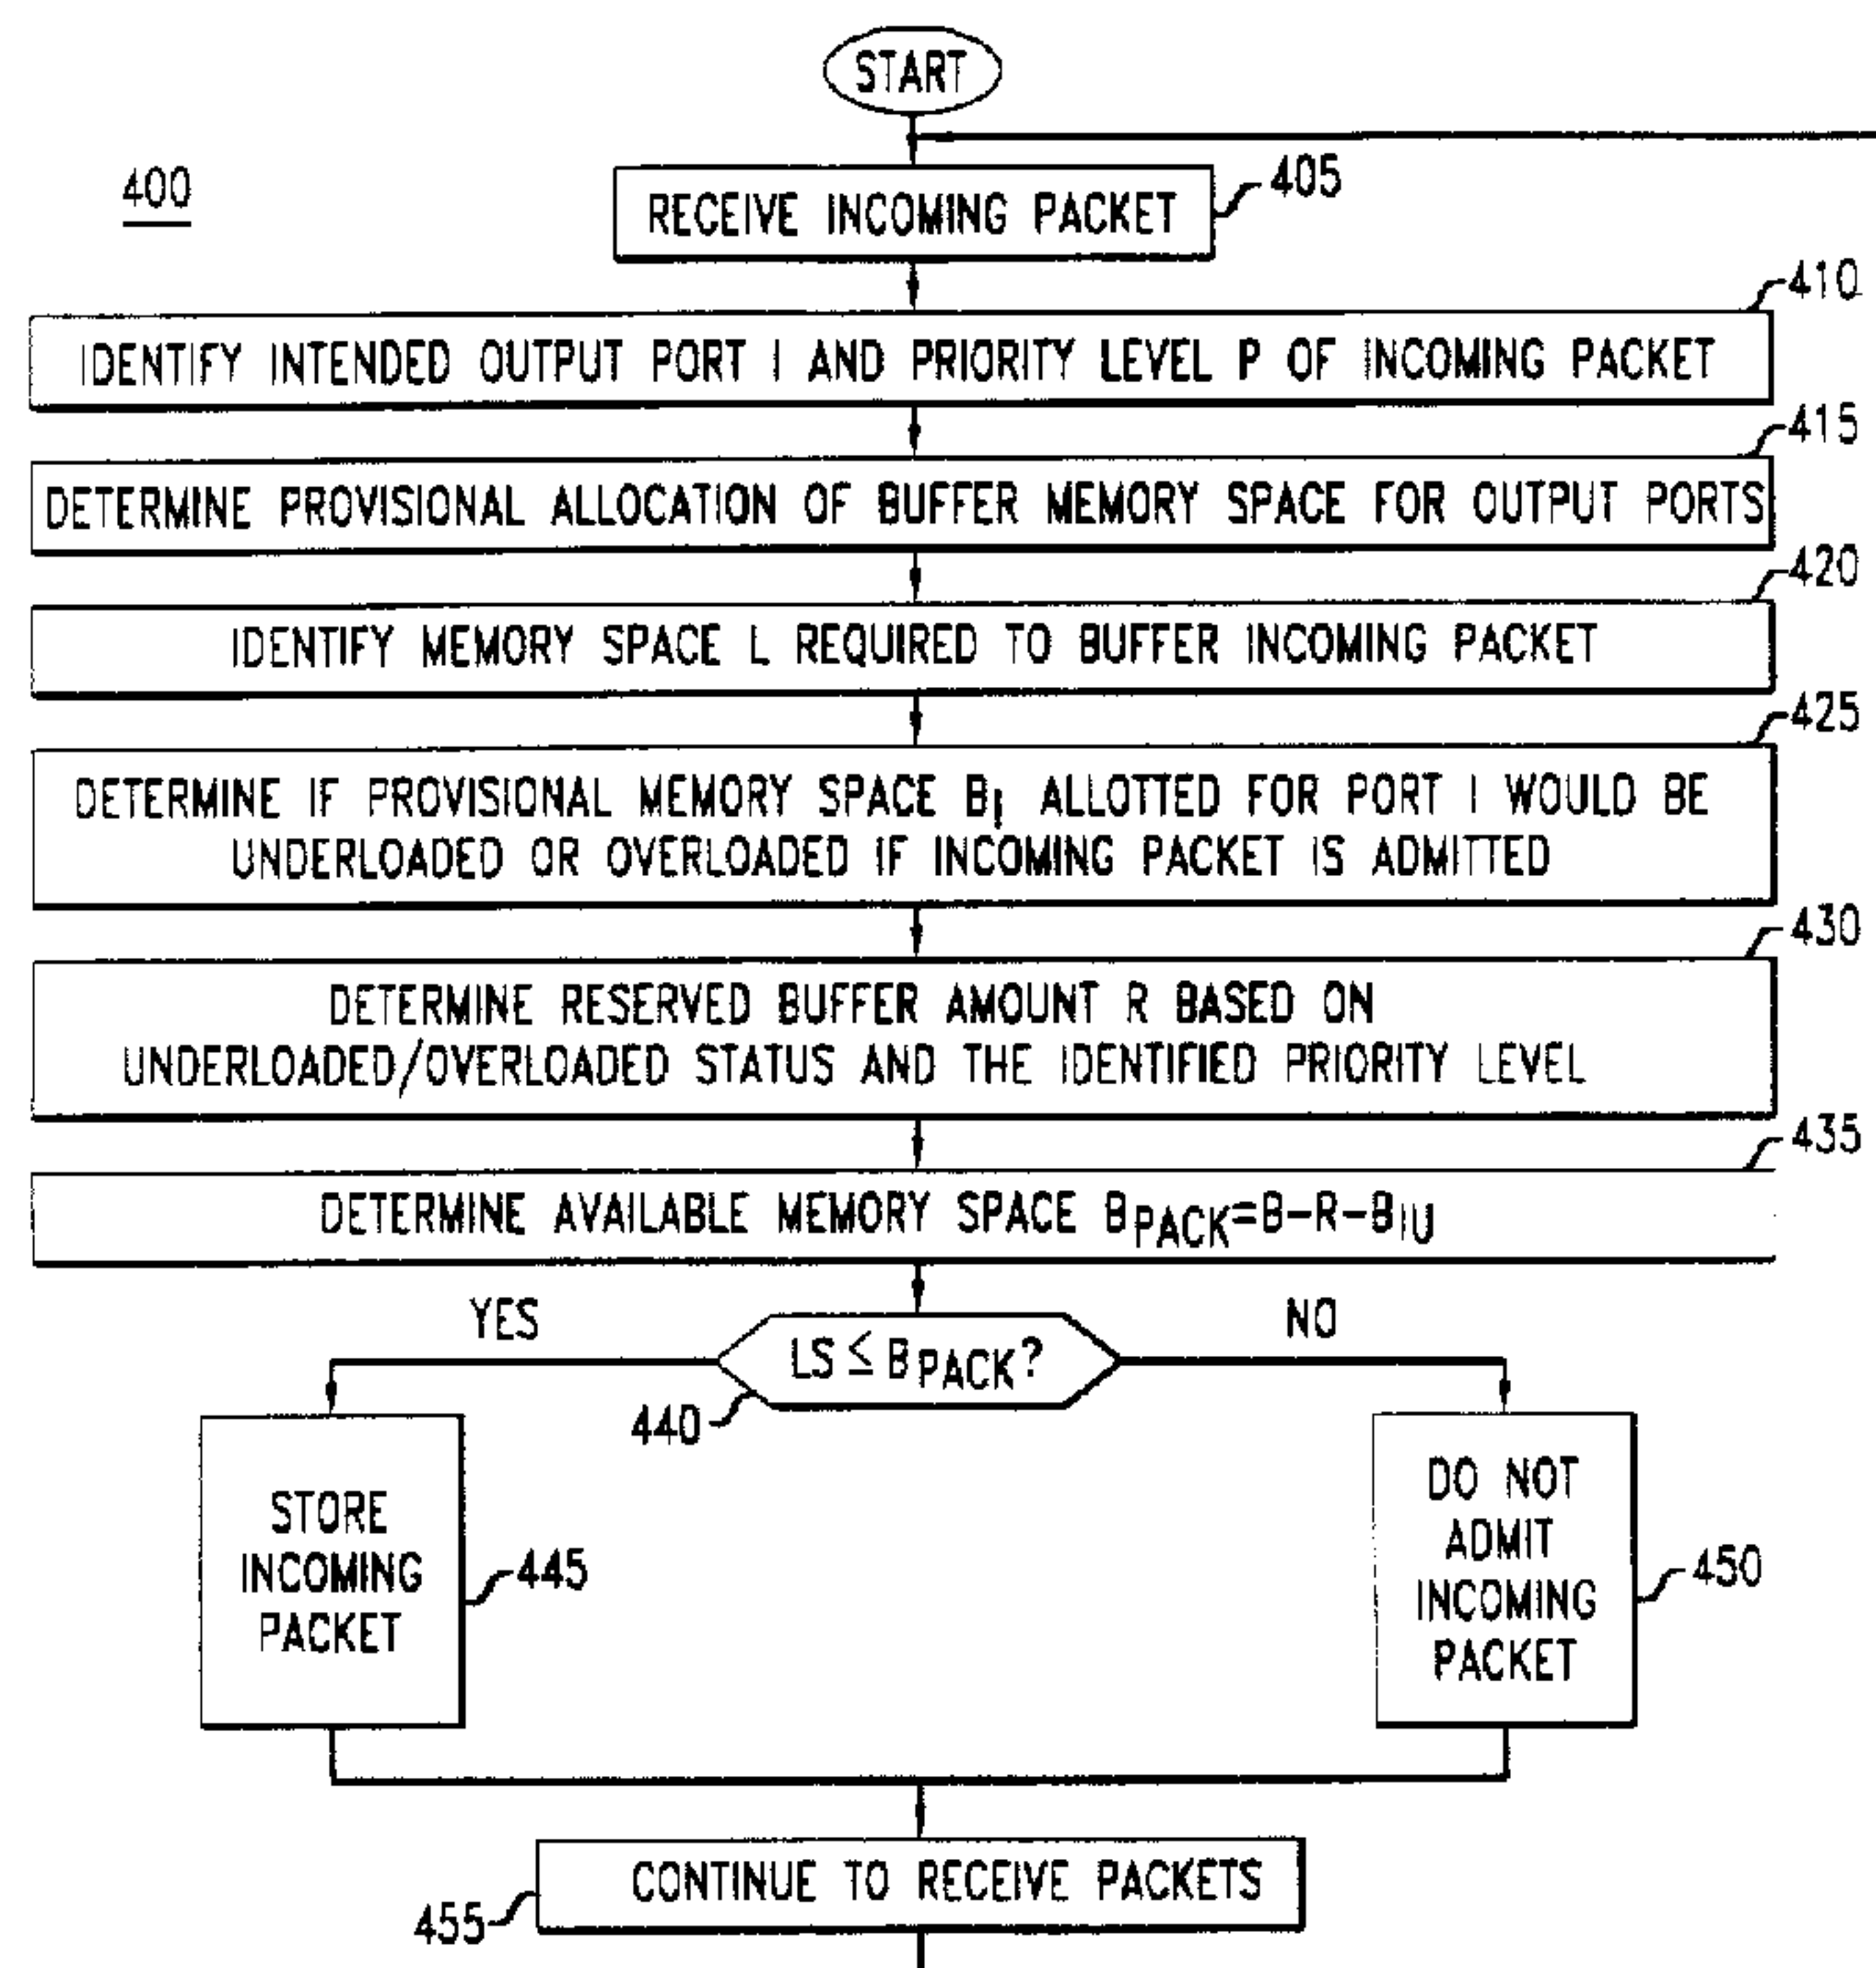 START
400
RECEIVE INCOMING PACKET
405
410
IDENTIFY INTENDED OUTPUT PORT I AND PRIORITY LEVEL P OF INCOMING PACKET
415
DETERMINE PROVISIONAL ALLOCATION OF BUFFER MEMORY SPACE FOR OUTPUT PORTS
420
IDENTIFY MEMORY SPACE L REQUIRED TO BUFFER INCOMING PACKET
425
DETERMINE IF PROVISIONAL MEMORY SPACE BI ALLOTTED FOR PORT I WOULD BE
UNDERLOADED OR OVERLOADED IF INCOMING PACKET IS ADMITTED
430
DETERMINE RESERVED BUFFER AMOUNT R BASED ON
UNDERLOADED/OVERLOADED STATUS AND THE IDENTIFIED PRIORITY LEVEL
435
DETERMINE AVAILABLE MEMORY SPACE BPACK=B-R-BIU
YES
NO
LS ≤ BPACK?
440
STORE
INCOMING
PACKET
445
DO NOT
ADMIT
INCOMING
PACKET
450
CONTINUE TO RECEIVE PACKETS
455